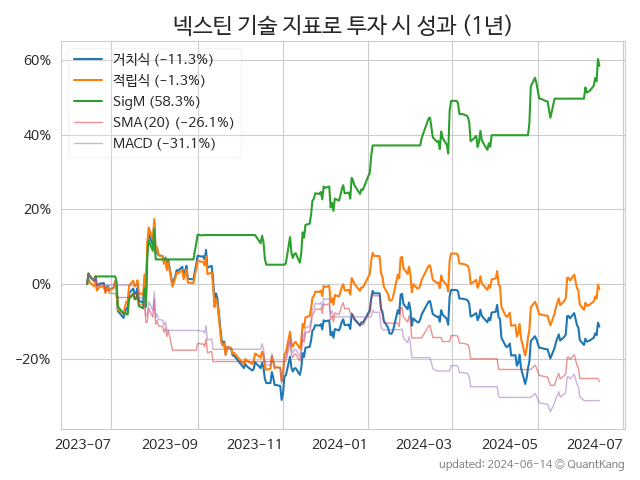 넥스틴 기술 지표로 투자 시 성과 (1년)
거치식 (−11.3%)
적립식 (−1.3%)
SigM (58.3%)
SMA(20) (−26.1%)
MACD (−31.1%)
60%
40%
20%
0%
−20%
2023−07 2023−09 2023−11 2024−01 2024−03 2024−05 2024−07
updated: 2024−06−14 © QuantKang